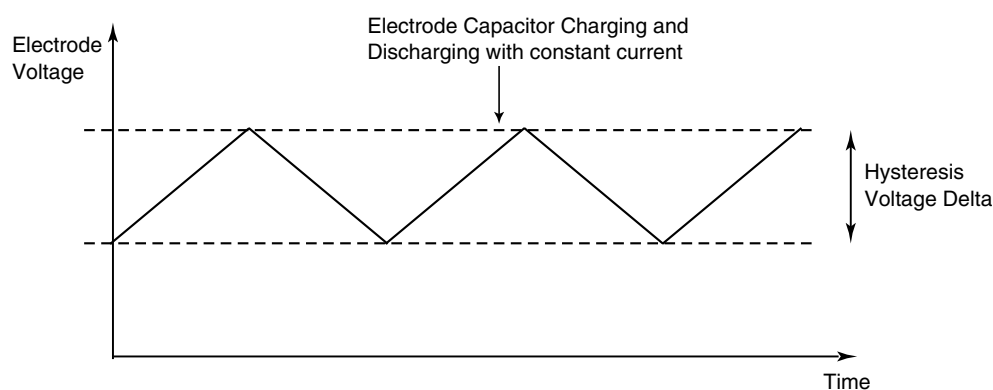 Electrode Capacitor Charging and
Discharging with constant current
Electrode
Voltage
Hysteresis
Voltage Delta
Time